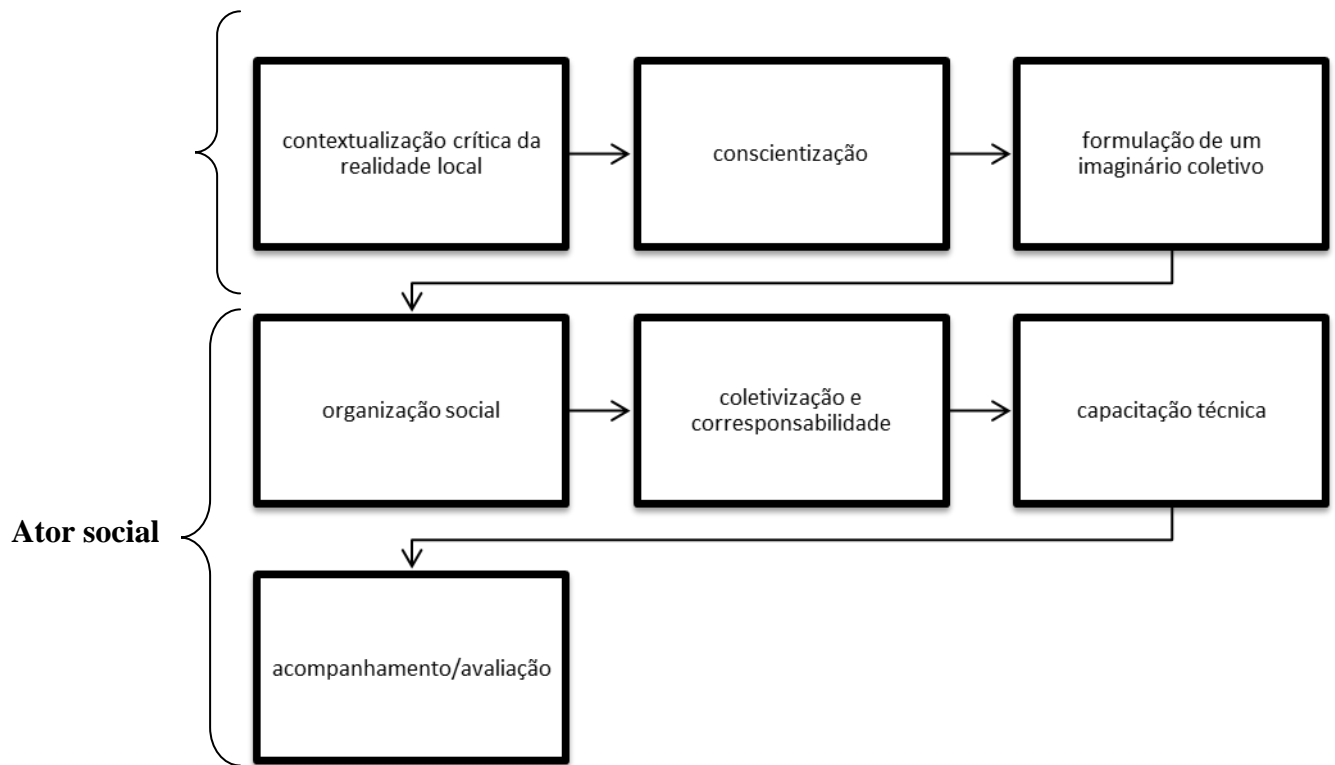 contextualização crítica da
realidade local
conscientização
formulação de um
imaginário coletivo
organização social
coletivização e
corresponsabilidade
capacitação técnica
Ator social
acompanhamento/avaliação